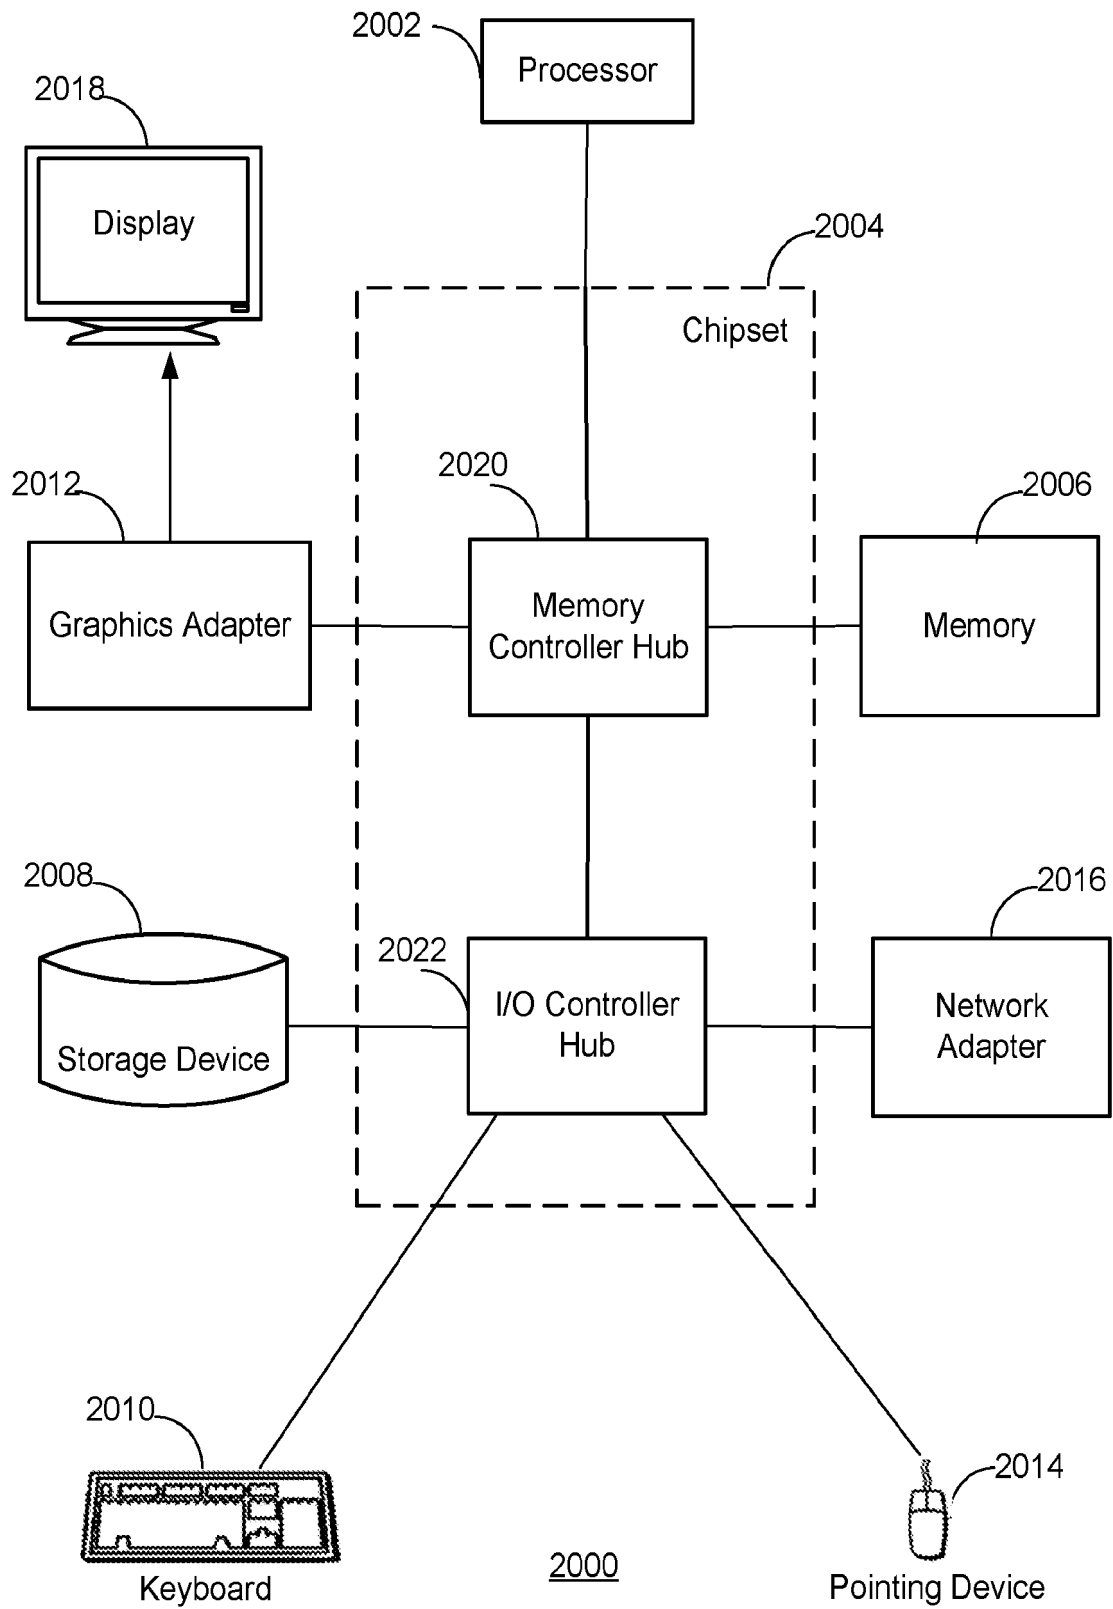 2002
Processor
2018
Display
2004
Chipset
2020
2012
2006
Graphics Adapter
Memory
Controller Hub
Memory
2008
2016
2022
Storage Device
I/O Controller
Hub
Network
Adapter
2010
2014
Keyboard
2000
Pointing Device